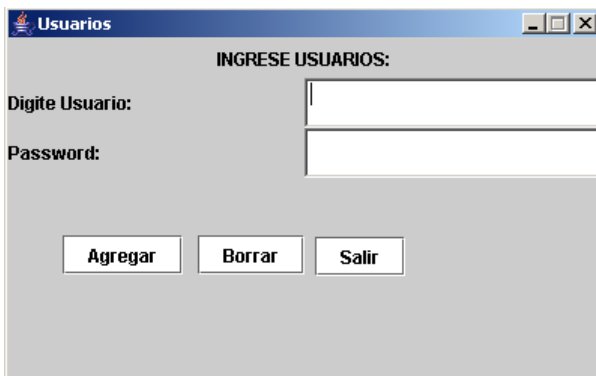 Usuarios
INGRESE USUARIOS:
Digite Usuario:
Password:
Agregar Borrar Salir